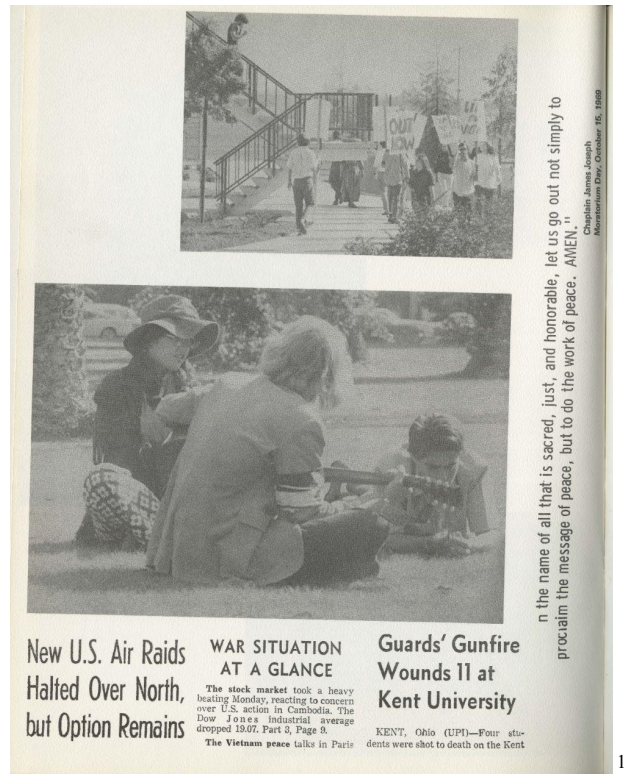 OUT
NOW
n the name of all that is sacred, just, and honorable, let us go out not simply to
proclaim the message of peace, but to do the work of peace. AMEN."
Chaplain James Joseph
Moratorium Day, October 15, 1969
New U.S. Air Raids
Halted Over North,
but Option Remains
WAR SITUATION
AT A GLANCE
The stock market took a heavy
beating Monday, reacting to concern
over U.S. action in Cambodia. The
Dow Jones industrial average
dropped 19.07. Part 3, Page 9.
The Vietnam peace talks in Paris
Guards' Gunfire
Wounds 11 at
Kent University
KENT, Ohio (UPI)—Four stu-
dents were shot to death on the Kent
1